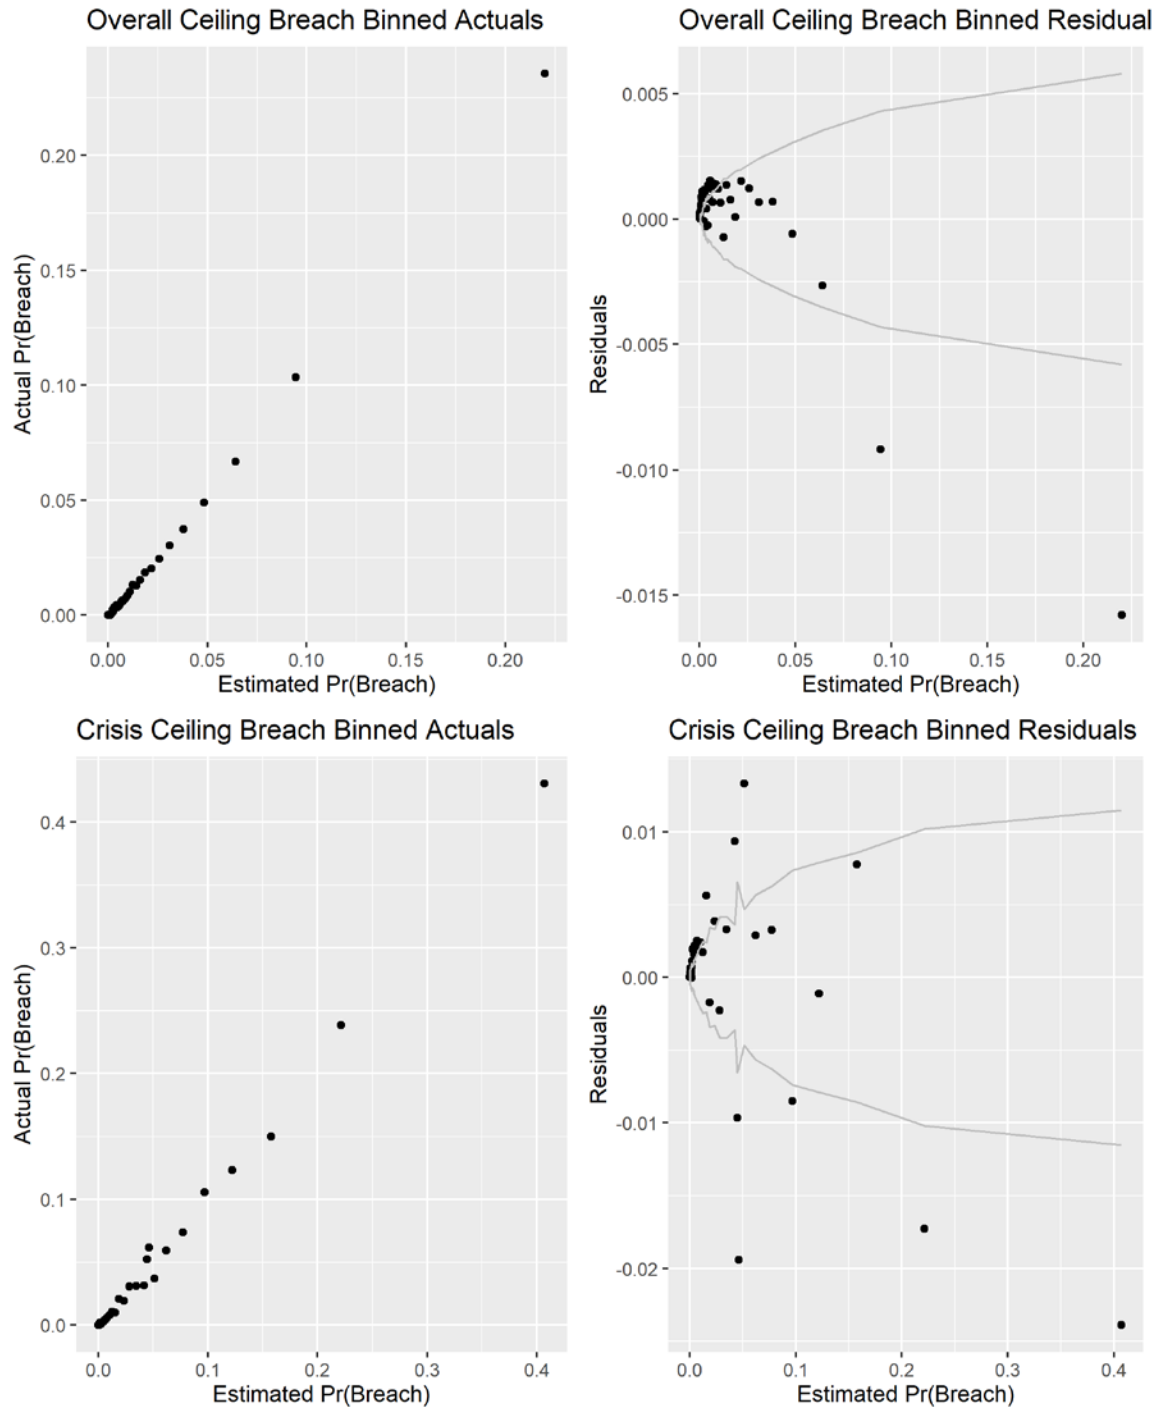 Overall Ceiling Breach Binned Actuals
Actual Pr(Breach)
0.20
0.15
0.10
0.05
0.00
0.00 0.05 0.10 0.15 0.20
Estimated Pr(Breach)
Overall Ceiling Breach Binned Residual
Residuals
0.005
0.000
-0.005
-0.010
-0.015
0.00 0.05 0.10 0.15 0.20
Estimated Pr(Breach)
Crisis Ceiling Breach Binned Actuals
Actual Pr(Breach)
0.4
0.3
0.2
0.1
0.0
0.0 0.1 0.2 0.3 0.4
Estimated Pr(Breach)
Crisis Ceiling Breach Binned Residuals
Residuals
0.01
0.00
-0.01
-0.02
0.0 0.1 0.2 0.3 0.4
Estimated Pr(Breach)